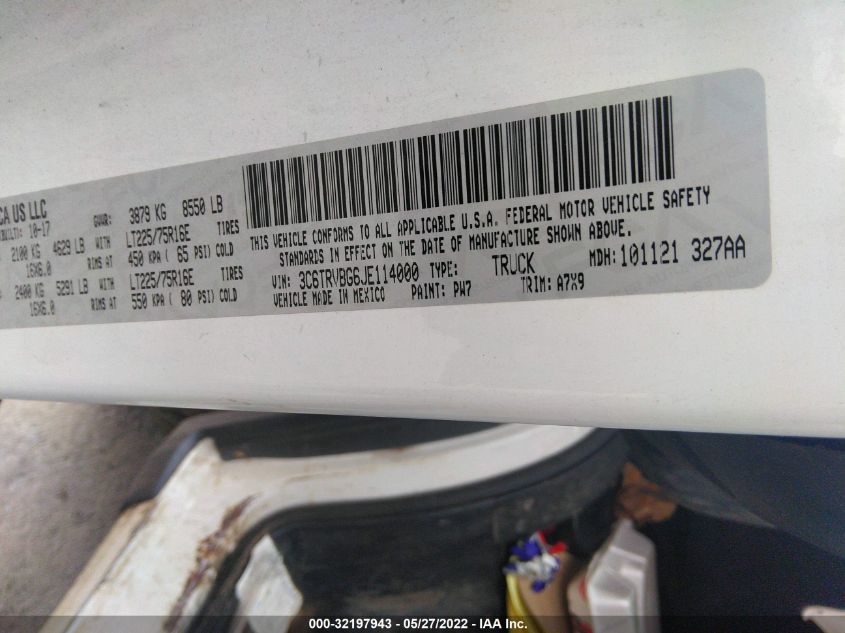 CA US LLC GVWR: 3879 KG 8550 LB
BUILT: 10-17
2100 KG 4629 LB WITH LT225/75R16E TIRES
16X6.0 RIMS AT 450 KPA ( 65 PSI) COLD
2400 KG 5291 LB WITH LT225/75R16E TIRES
16X6.0 RIMS AT 550 KPA ( 80 PSI) COLD
THIS VEHICLE CONFORMS TO ALL APPLICABLE U.S.A. FEDERAL MOTOR VEHICLE SAFETY
STANDARDS IN EFFECT ON THE DATE OF MANUFACTURE SHOWN ABOVE.
VIN: 3C6TRVBG6JE114000 TYPE: TRUCK MDH: 101121 327AA
VEHICLE MADE IN MEXICO PAINT: PW7 TRIM: A7X9
000-32197943 - 05/27/2022 - IAA Inc.